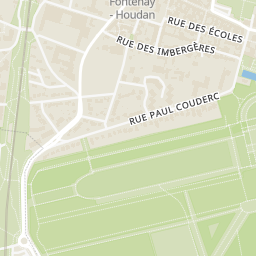 Fontenay
- Houdan
RUE DES ÉCOLES
RUE DES IMBERGÈRES
RUE PAUL COUDERC